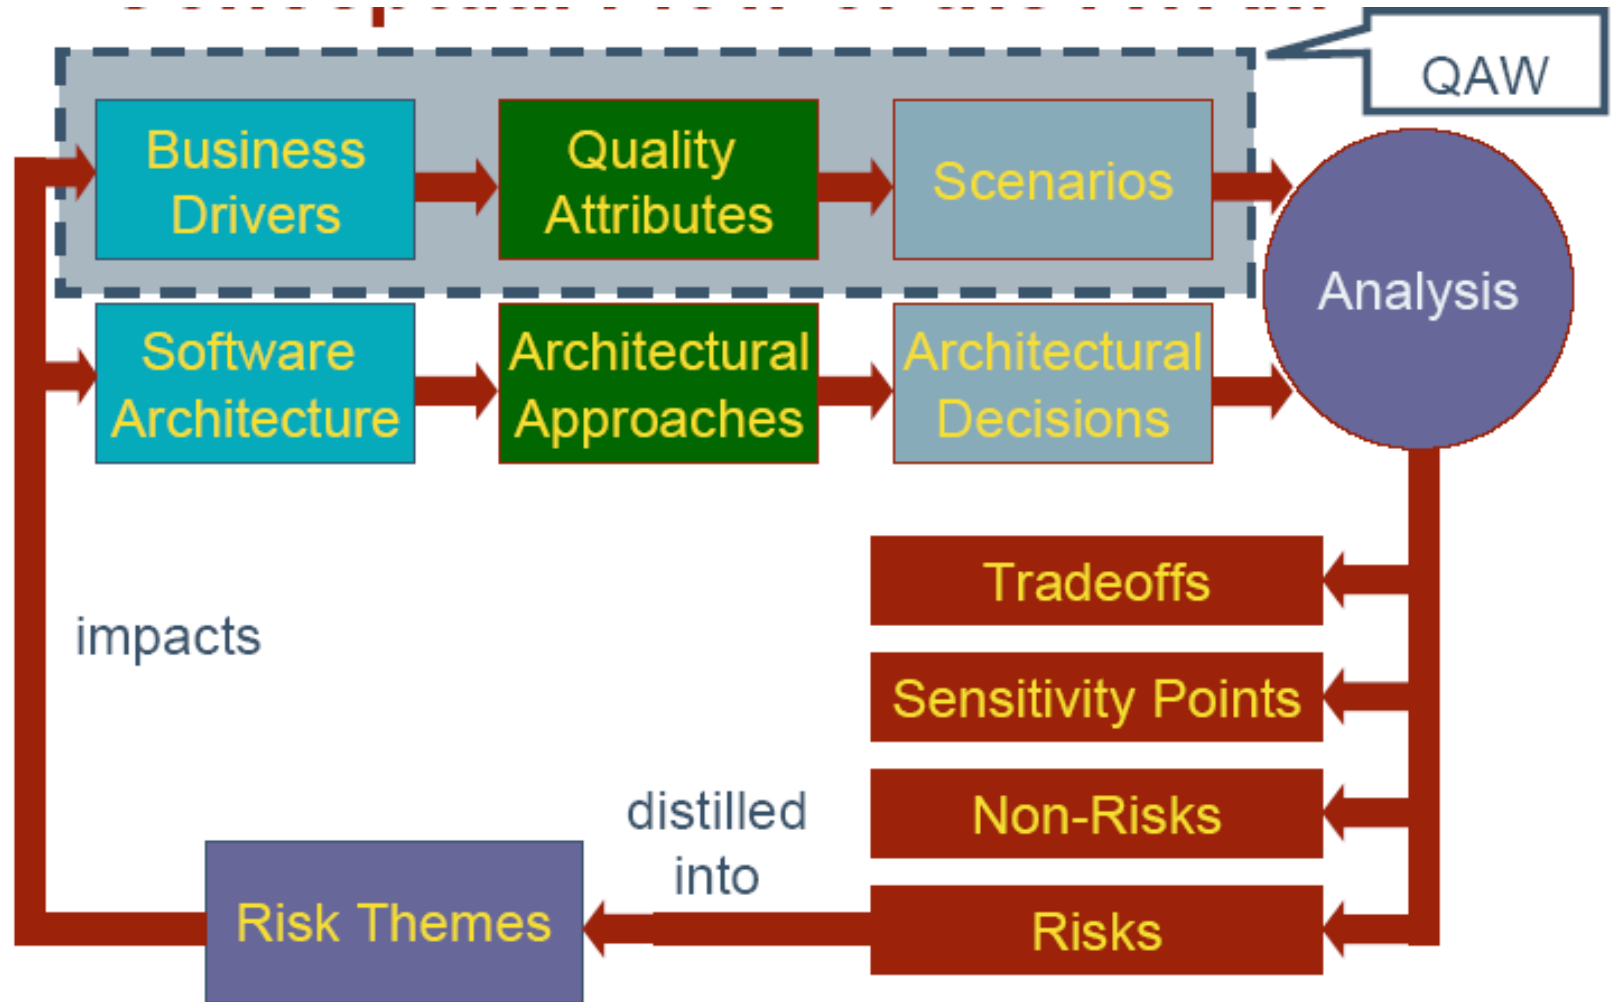 QAW
Business
Drivers
Quality
Attributes
Scenarios
Analysis
Software
Architecture
Architectural
Approaches
Architectural
Decisions
Tradeoffs
impacts
Sensitivity Points
distilled
into
Non-Risks
Risk Themes
Risks